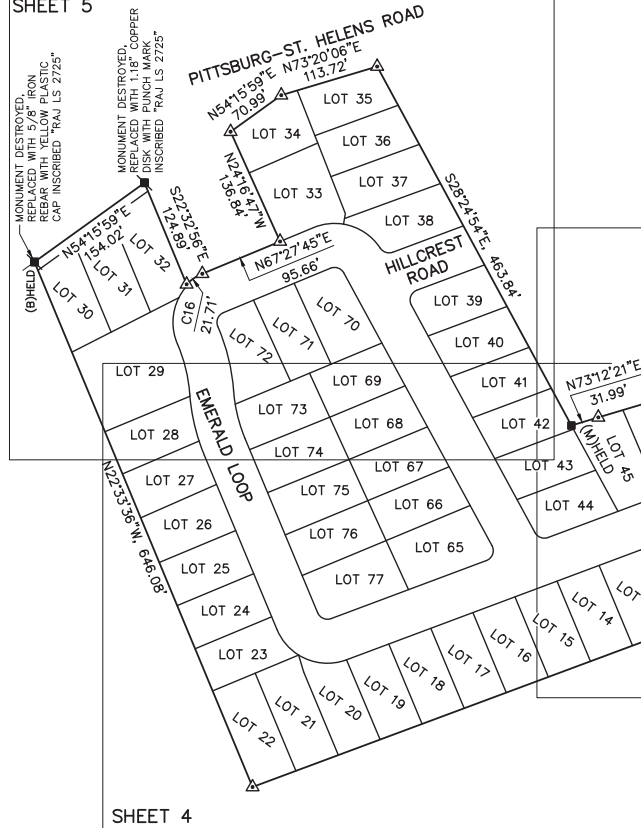 SHEET 5
MONUMENT DESTROYED,
REPLACED WITH 5/8" IRON
REBAR WITH YELLOW PLASTIC
CAP INSCRIBED "RAJ LS 2725"
MONUMENT DESTROYED,
REPLACED WITH 1.18" COPPER
DISK WITH PUNCH MARK
INSCRIBED "RAJ LS 2725"
PITTSBURG-ST. HELENS ROAD
N54°15'59"E
70.99'
N73°20'06"E
113.72'
LOT 35
LOT 34
LOT 36
N24°16'47"W
136.84'
LOT 33
LOT 37
LOT 38
S28°24'54"E, 463.84'
S22°32'56"E
124.89'
N54°15'59"E
154.02'
(B)HELD
LOT 30
LOT 31
LOT 32
N67°27'45"E
95.66'
C16
21.71'
HILLCREST
ROAD
LOT 39
LOT 40
LOT 41
LOT 42
LOT 43
LOT 44
N73°12'21"E
31.99'
(M)HELD
LOT 45
LOT 70
LOT 71
LOT 72
LOT 29
LOT 69
LOT 73
LOT 68
LOT 28
LOT 74
LOT 67
LOT 27
LOT 75
LOT 66
LOT 26
LOT 76
LOT 65
LOT 25
LOT 77
LOT 24
LOT 23
EMERALD LOOP
N22°33'36"W, 646.08'
LOT 22
LOT 21
LOT 20
LOT 19
LOT 18
LOT 17
LOT 16
LOT 15
LOT 14
LO
SHEET 4